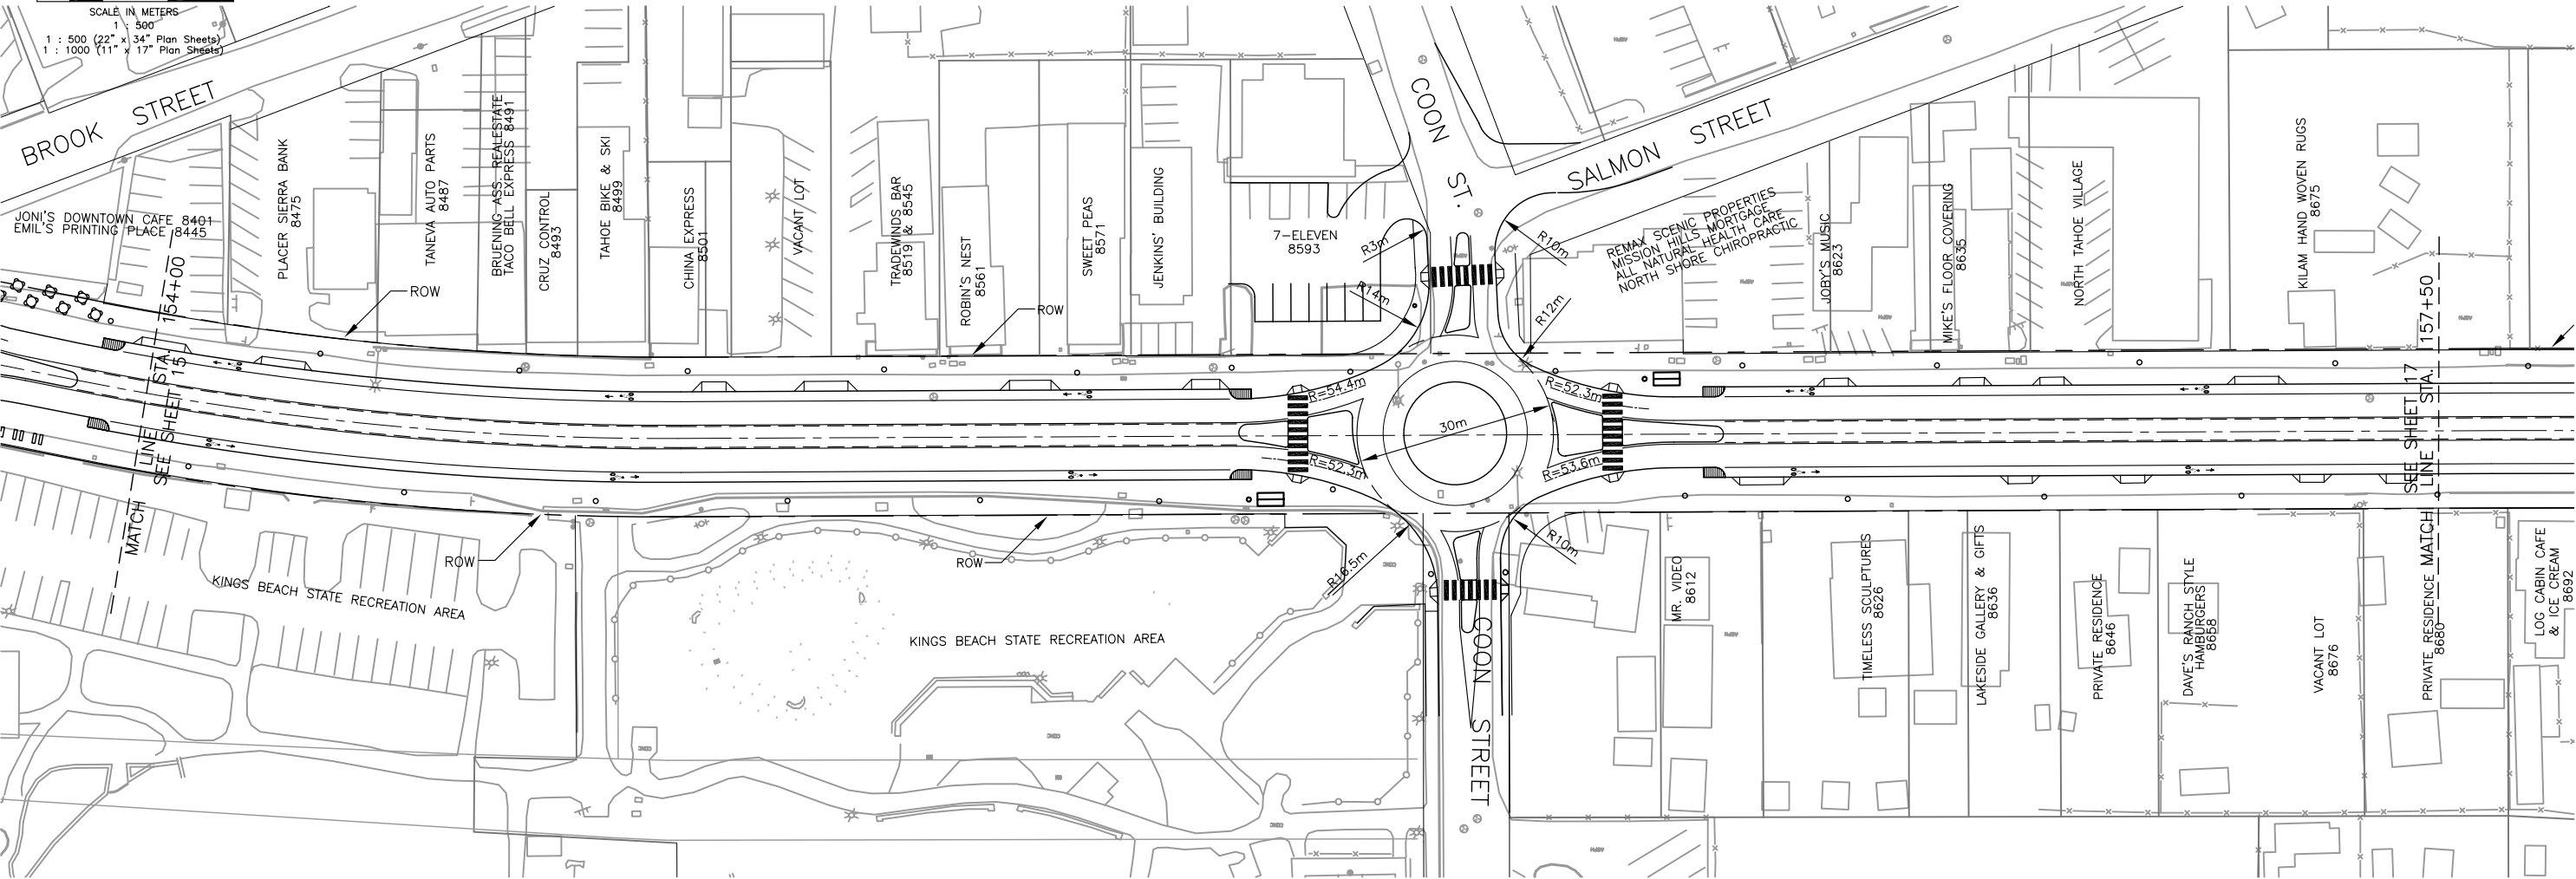 SCALE IN METERS
1 : 500
1 : 500 (22" x 34" Plan Sheets)
1 : 1000 (11" x 17" Plan Sheets)
BROOK STREET
JONI'S DOWNTOWN CAFE 8401
EMIL'S PRINTING PLACE 8445
PLACER SIERRA BANK
8475
TANEYA AUTO PARTS
8487
BRUENING ASS. REALESTATE
TACO BELL EXPRESS 8491
CRUZ CONTROL
8493
TAHOE BIKE & SKI
8499
CHINA EXPRESS
8501
VACANT LOT
TRADEWINDS BAR
8519 & 8545
ROBIN'S NEST
8561
SWEET PEAS
8571
JENKINS' BUILDING
7-ELEVEN
8593
COON ST.
SALMON STREET
REMAX SCENIC PROPERTIES
MISSION HILLS MORTGAGE
ALL NATURAL HEALTH CARE
NORTH SHORE CHIROPRACTIC
JOBY'S MUSIC
8623
MIKE'S FLOOR COVERING
8635
NORTH TAHOE VILLAGE
KILAM HAND WOVEN RUGS
8675
ROW
ROW
R3m
R14m
R10m
R12m
R=54.4m
R=52.3m
30m
R=52.3m
R=53.6m
R16.5m
R10m
MATCH LINE STA. 154+00
SEE SHEET 15
SEE SHEET 17
MATCH LINE STA. 157+50
ROW
ROW
KINGS BEACH STATE RECREATION AREA
KINGS BEACH STATE RECREATION AREA
COON STREET
MR. VIDEO
8612
TIMELESS SCULPTURES
8626
LAKESIDE GALLERY & GIFTS
8636
PRIVATE RESIDENCE
8646
DAVE'S RANCH STYLE
HAMBURGERS
8658
VACANT LOT
8676
PRIVATE RESIDENCE
8680
LOG CABIN CAFE
& ICE CREAM
8692